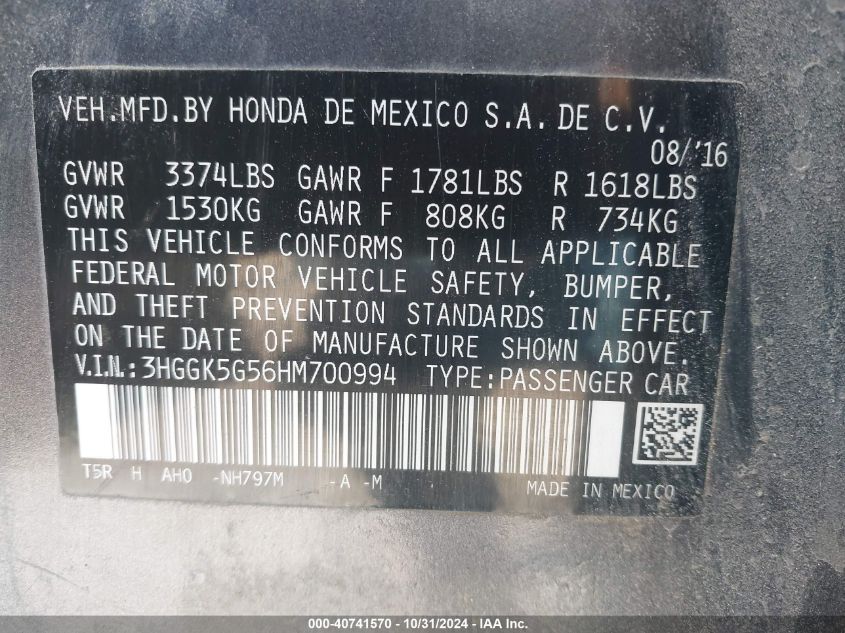 VEH.MFD.BY HONDA DE MEXICO S.A. DE C.V.
08/'16
GVWR 3374LBS GAWR F 1781LBS R 1618LBS
GVWR 1530KG GAWR F 808KG R 734KG
THIS VEHICLE CONFORMS TO ALL APPLICABLE
FEDERAL MOTOR VEHICLE SAFETY, BUMPER,
AND THEFT PREVENTION STANDARDS IN EFFECT
ON THE DATE OF MANUFACTURE SHOWN ABOVE.
V.I.N.:3HGGK5G56HM700994 TYPE:PASSENGER CAR
T5R H AH0 -NH797M -A -M
MADE IN MEXICO
000-40741570 - 10/31/2024 - IAA Inc.